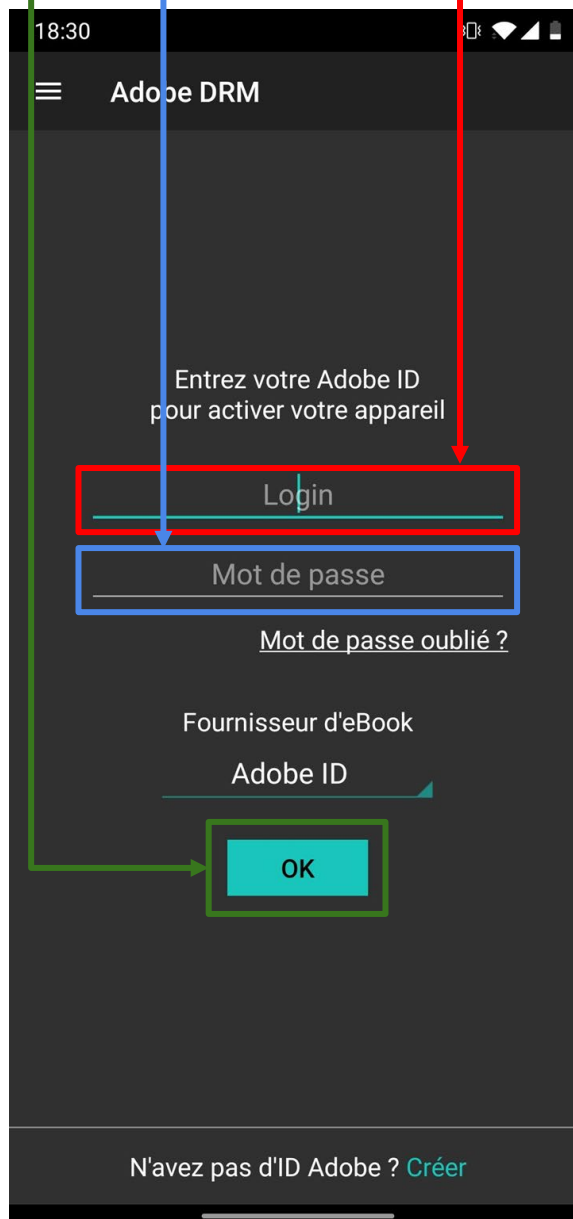 18:30
Adobe DRM
Entrez votre Adobe ID
pour activer votre appareil
Login
Mot de passe
Mot de passe oublié ?
Fournisseur d'eBook
Adobe ID
OK
N'avez pas d'ID Adobe ? Créer